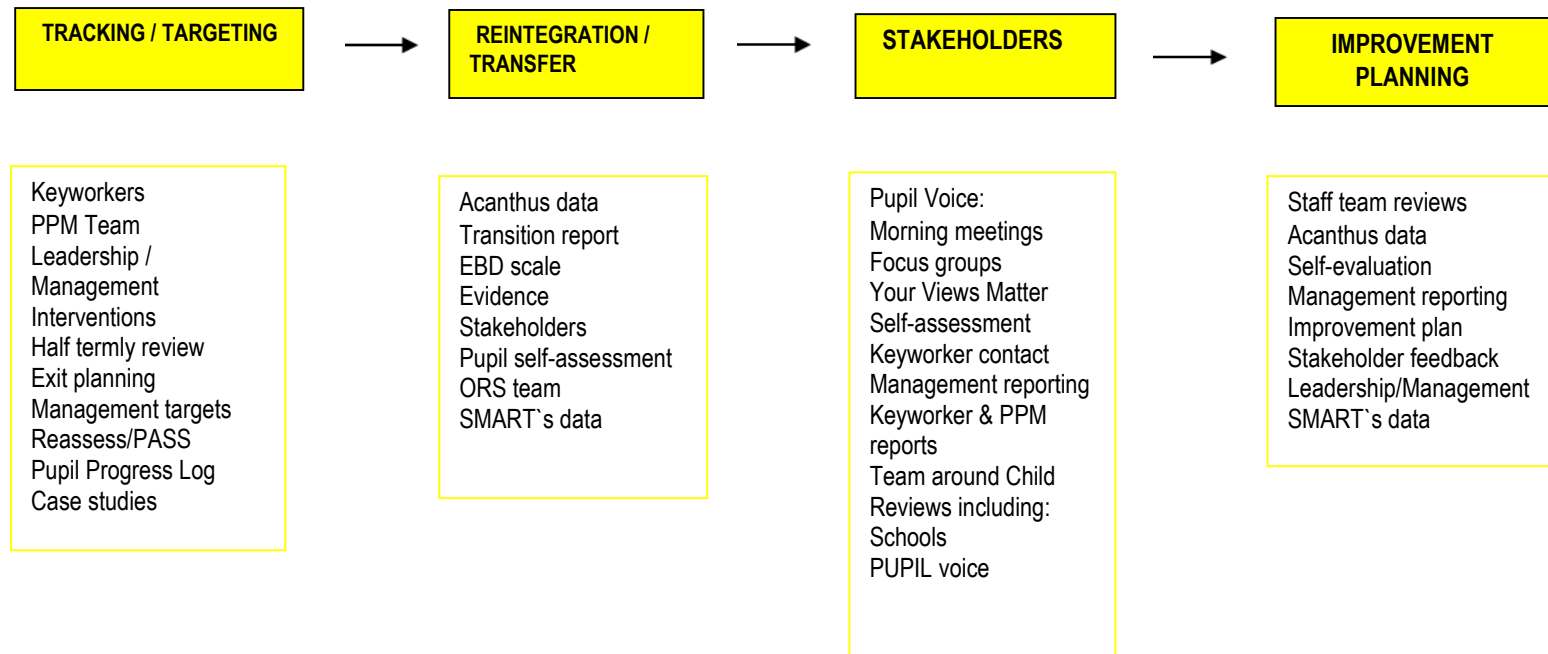 TRACKING / TARGETING
REINTEGRATION /
TRANSFER
STAKEHOLDERS
IMPROVEMENT
PLANNING
Keyworkers
PPM Team
Leadership /
Management
Interventions
Half termly review
Exit planning
Management targets
Reassess/PASS
Pupil Progress Log
Case studies
Acanthus data
Transition report
EBD scale
Evidence
Stakeholders
Pupil self-assessment
ORS team
SMART`s data
Pupil Voice:
Morning meetings
Focus groups
Your Views Matter
Self-assessment
Keyworker contact
Management reporting
Keyworker & PPM
reports
Team around Child
Reviews including:
Schools
PUPIL voice
Staff team reviews
Acanthus data
Self-evaluation
Management reporting
Improvement plan
Stakeholder feedback
Leadership/Management
SMART`s data